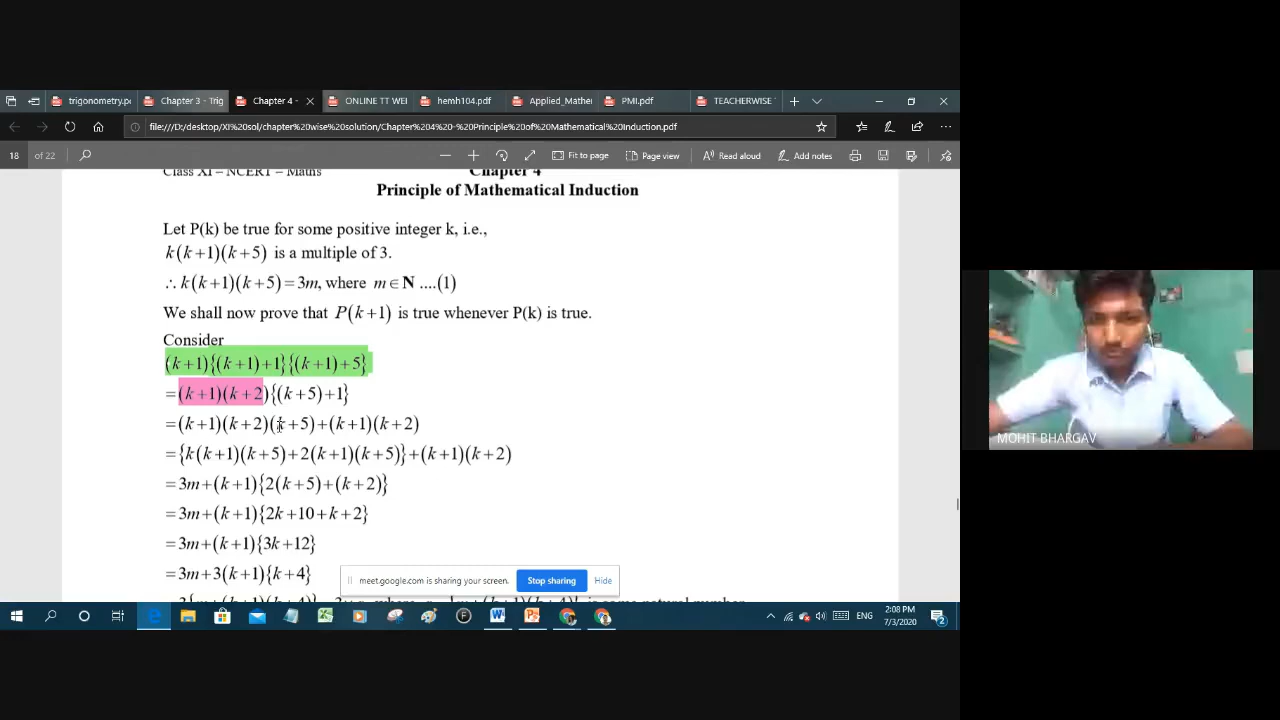 trigonometry.p
Chapter 3 - Trig
Chapter 4 -
ONLINE TT WEI
hemh104.pdf
Applied_Mathe
PMI.pdf
TEACHERWISE
file:///D:/desktop/XI%20sol/chapter%20wise%20solution/Chapter%204%20-%20Principle%20of%20Mathematical%20Induction.pdf
18 of 22
Fit to page
Page view
Read aloud
Add notes
Class XI – NCERT – Maths
Chapter 4
Principle of Mathematical Induction
Let P(k) be true for some positive integer k, i.e.,
k(k+1)(k+5) is a multiple of 3.
∴ k(k+1)(k+5) = 3m, where m ∈ N ....(1)
We shall now prove that P(k+1) is true whenever P(k) is true.
Consider
(k+1){(k+1)+1}{(k+1)+5}
= (k+1)(k+2){(k+5)+1}
= (k+1)(k+2)(k+5)+(k+1)(k+2)
= {k(k+1)(k+5)+2(k+1)(k+5)}+(k+1)(k+2)
= 3m+(k+1){2(k+5)+(k+2)}
= 3m+(k+1){2k+10+k+2}
= 3m+(k+1){3k+12}
= 3m+3(k+1){k+4}
is some natural number
meet.google.com is sharing your screen.
Stop sharing
Hide
MOHIT BHARGAV
ENG
2:08 PM
7/3/2020
2